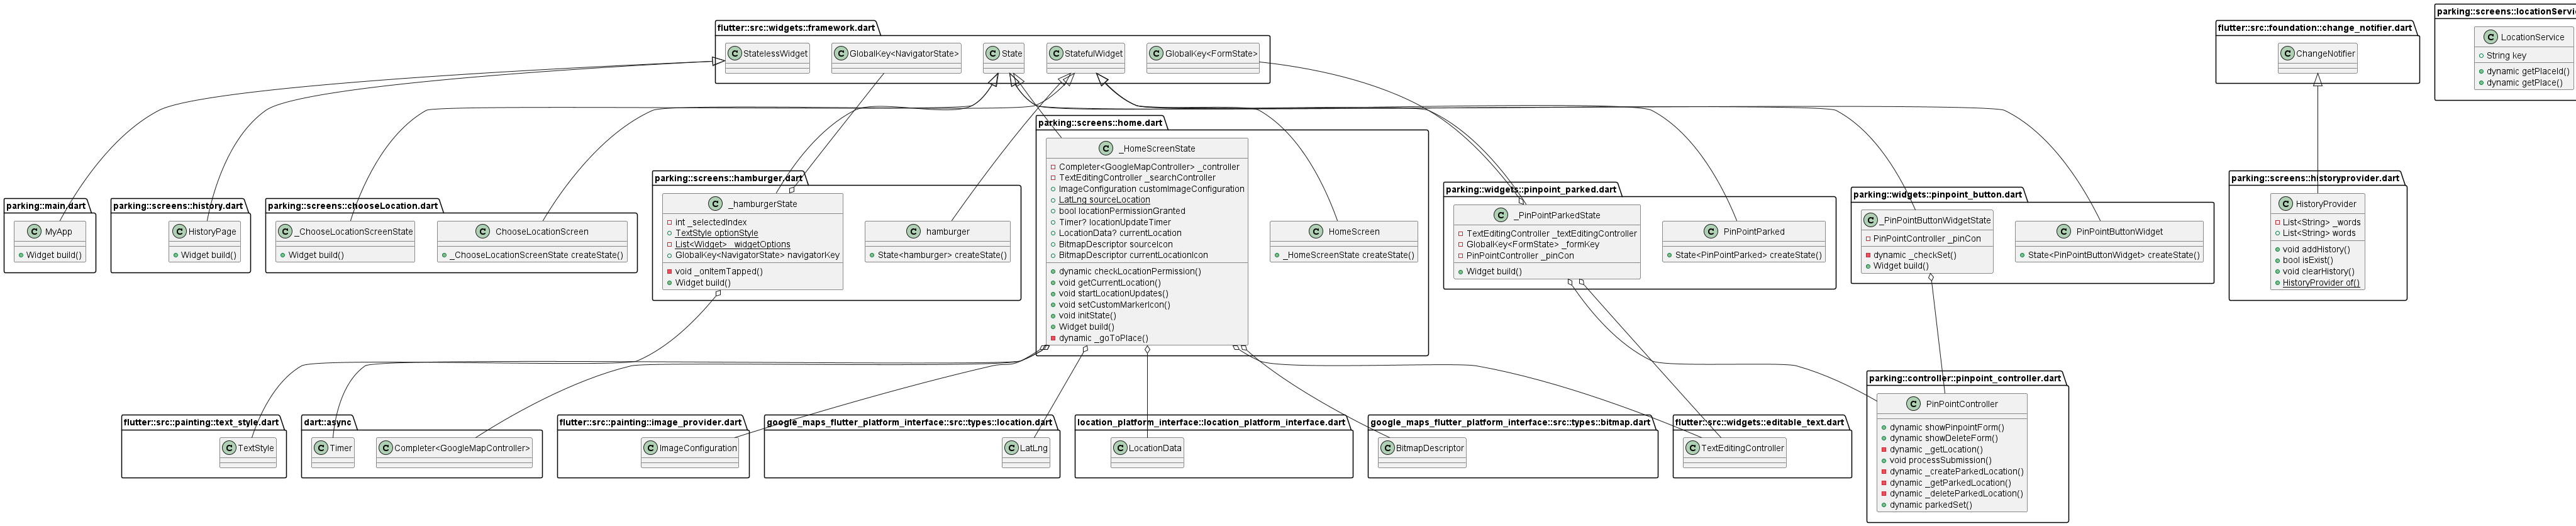 flutter::src::widgets::framework.dart
StatelessWidget
GlobalKey<NavigatorState>
State
StatefulWidget
GlobalKey<FormState>
flutter::src::foundation::change_notifier.dart
ChangeNotifier
LocationService
String key
dynamic getPlaceId()
dynamic getPlace()
parking::main.dart
MyApp
Widget build()
parking::screens::history.dart
HistoryPage
Widget build()
parking::screens::chooseLocation.dart
_ChooseLocationScreenState
Widget build()
ChooseLocationScreen
_ChooseLocationScreenState createState()
parking::screens::hamburger.dart
_hamburgerState
int _selectedIndex
TextStyle optionStyle
List<Widget> _widgetOptions
GlobalKey<NavigatorState> navigatorKey
void _onItemTapped()
Widget build()
hamburger
State<hamburger> createState()
parking::screens::home.dart
_HomeScreenState
Completer<GoogleMapController> _controller
TextEditingController _searchController
ImageConfiguration customImageConfiguration
LatLng sourceLocation
bool locationPermissionGranted
Timer? locationUpdateTimer
LocationData? currentLocation
BitmapDescriptor sourceIcon
BitmapDescriptor currentLocationIcon
dynamic checkLocationPermission()
void getCurrentLocation()
void startLocationUpdates()
void setCustomMarkerIcon()
void initState()
Widget build()
dynamic _goToPlace()
HomeScreen
_HomeScreenState createState()
parking::widgets::pinpoint_parked.dart
_PinPointParkedState
TextEditingController _textEditingController
GlobalKey<FormState> _formKey
PinPointController _pinCon
Widget build()
PinPointParked
State<PinPointParked> createState()
parking::widgets::pinpoint_button.dart
_PinPointButtonWidgetState
PinPointController _pinCon
dynamic _checkSet()
Widget build()
PinPointButtonWidget
State<PinPointButtonWidget> createState()
parking::screens::historyprovider.dart
HistoryProvider
List<String> _words
List<String> words
void addHistory()
bool isExist()
void clearHistory()
HistoryProvider of()
flutter::src::painting::text_style.dart
TextStyle
dart::async
Timer
Completer<GoogleMapController>
flutter::src::painting::image_provider.dart
ImageConfiguration
google_maps_flutter_platform_interface::src::types::location.dart
LatLng
location_platform_interface::location_platform_interface.dart
LocationData
google_maps_flutter_platform_interface::src::types::bitmap.dart
BitmapDescriptor
flutter::src::widgets::editable_text.dart
TextEditingController
parking::controller::pinpoint_controller.dart
PinPointController
dynamic showPinpointForm()
dynamic showDeleteForm()
dynamic _getLocation()
void processSubmission()
dynamic _createParkedLocation()
dynamic _getParkedLocation()
dynamic _deleteParkedLocation()
dynamic parkedSet()